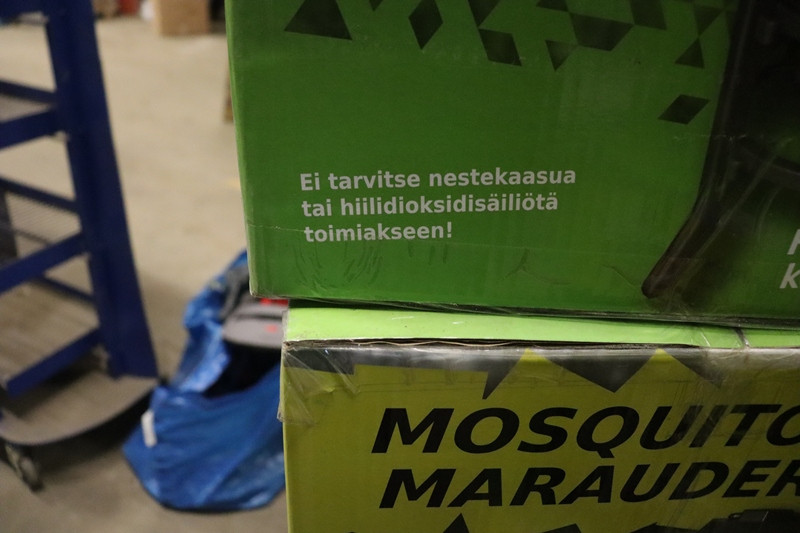 Ei tarvitse nestekaasua
tai hiilidioksidisäiliötä
toimiakseen!
MOSQUITO
MARAUDER